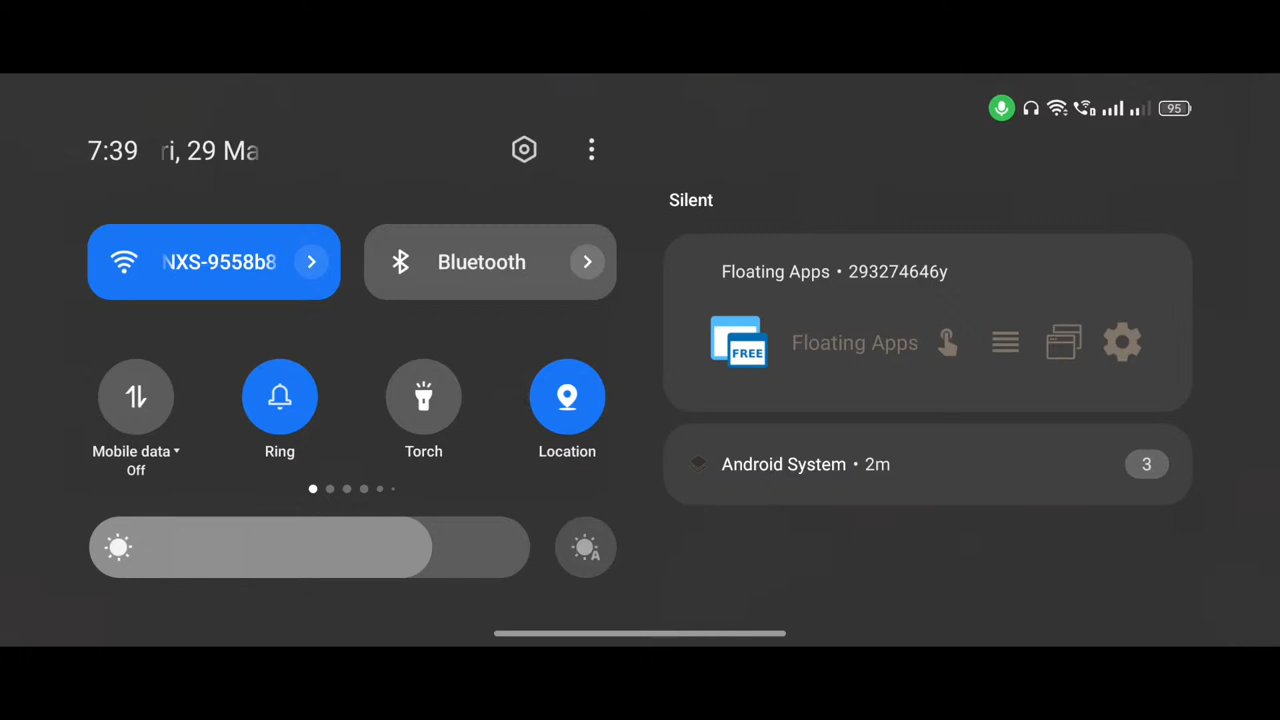 95
7:39 ri, 29 Ma
NXS-9558b8
Bluetooth
Mobile data
Off
Ring
Torch
Location
Silent
Floating Apps • 293274646y
FREE
Floating Apps
Android System • 2m
3
A